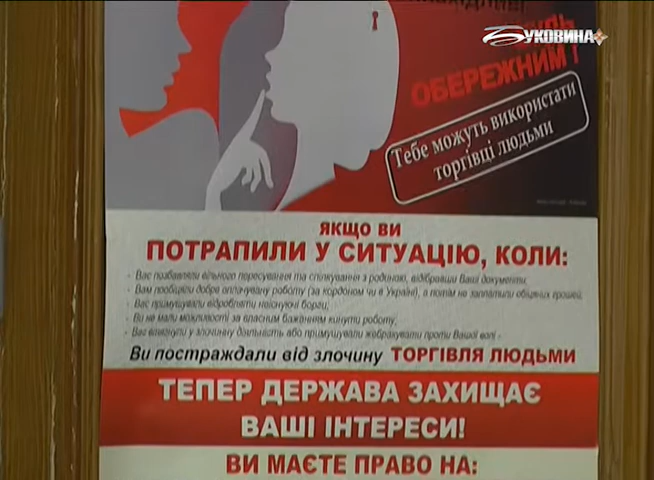 БУКОВИНА
БУДЬ
ОБЕРЕЖНИМ!
Тебе можуть використати
торгівці людьми
ЯКЩО ВИ
ПОТРАПИЛИ У СИТУАЦІЮ, КОЛИ:
- Вас позбавляли вільного пересування та спілкування з родиною, відібравши Ваші документи;
- Вам пообіцяли добре оплачувану роботу (за кордоном чи в Україні), а потім не заплатили обіцяних грошей;
- Вас примушували відробляти неіснуючі борги;
- Ви не мали можливості за власним бажанням кинути роботу;
- Вас втягнули у злочинну діяльність або примушували жебракувати проти Вашої волі -
Ви постраждали від злочину ТОРГІВЛЯ ЛЮДЬМИ
ТЕПЕР ДЕРЖАВА ЗАХИЩАЄ
ВАШІ ІНТЕРЕСИ!
ВИ МАЄТЕ ПРАВО НА: